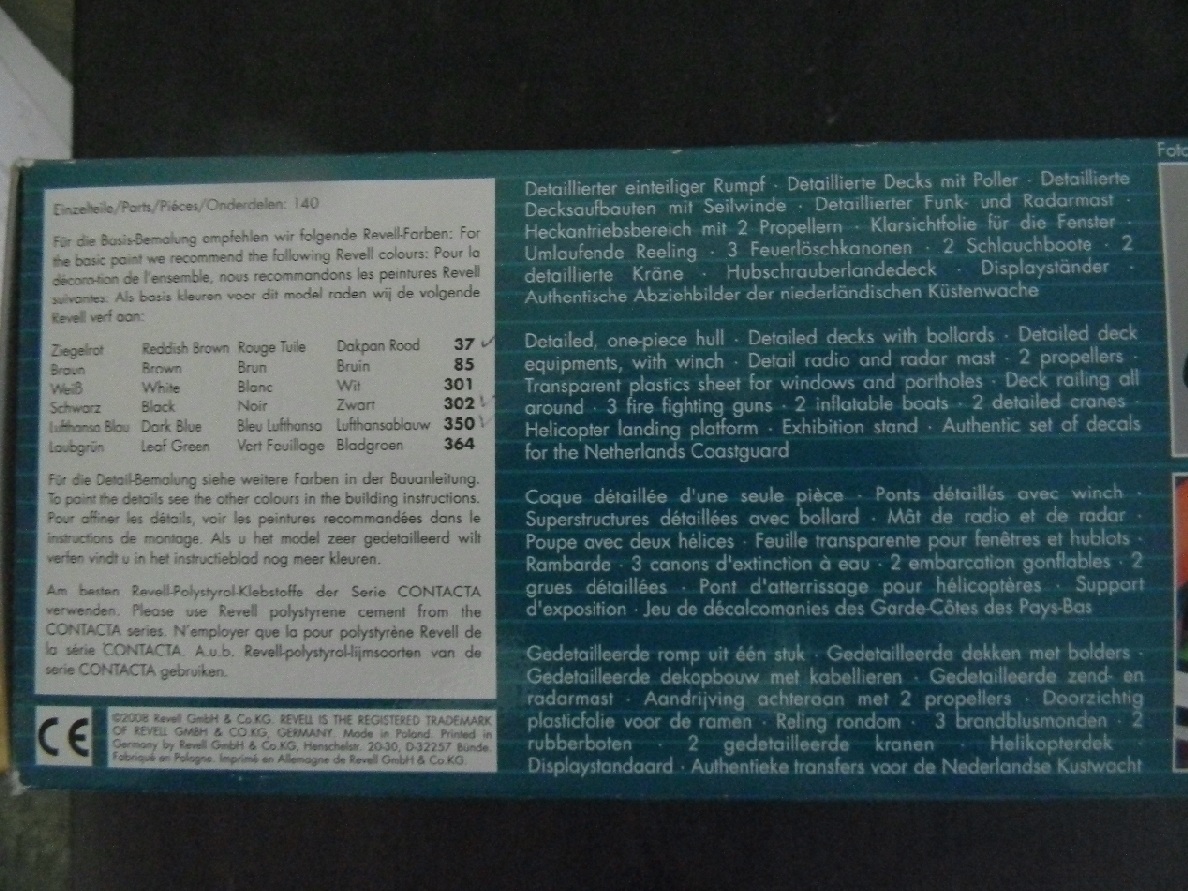 Foto
Einzelteile/Parts/Piéces/Onderdelen: 140
Für die Basis-Bemalung empfehlen wir folgende Revell-Farben: For
the basic paint we recommend the following Revell colours: Pour la
décora-tion de l'ensemble, nous recommandons les peintures Revell
suivantes: Als basis kleuren voor dit model raden wij de volgende
Revell verf aan:
Ziegelrot Reddish Brown Rouge Tuile Dakpan Rood 37
Braun Brown Brun Bruin 85
Weiß White Blanc Wit 301
Schwarz Black Noir Zwart 302
Lufthansa Blau Dark Blue Bleu Lufthansa Lufthansablauw 350
Laubgrün Leaf Green Vert Feuillage Bladgroen 364
Für die Detail-Bemalung siehe weitere Farben in der Bauanleitung.
To paint the details see the other colours in the building instructions.
Pour affiner les détails, voir les peintures recommandées dans le
instructions de montage. Als u het model zeer gedetailleerd wilt
verfen vindt u in het instructieblad nog meer kleuren.
Am besten Revell-Polystyrol-Klebstoffe der Serie CONTACTA
verwenden. Please use Revell polystyrene cement from the
CONTACTA series. N'employer que la pour polystyrène Revell de
la série CONTACTA. A.u.b. Revell-polystyrol-lijmsoorten van de
serie CONTACTA gebruiken.
CE
©2008 Revell GmbH & Co.KG. REVELL IS THE REGISTERED TRADEMARK
OF REVELL GMBH & CO.KG, GERMANY. Made in Poland. Printed in
Germany by Revell GmbH & Co.KG, Henschelstr. 20-30, D-32257 Bünde.
Fabriqué en Pologne. Imprimé en Allemagne de Revell GmbH & Co.KG.
Detaillierter einteiliger Rumpf · Detaillierte Decks mit Poller · Detaillierte
Decksaufbauten mit Seilwinde · Detaillierter Funk- und Radarmast ·
Heckantriebsbereich mit 2 Propellern · Klarsichtfolie für die Fenster ·
Umlaufende Reeling · 3 Feuerlöschkanonen · 2 Schlauchboote · 2
detaillierte Kräne · Hubschrauberlandedeck · Displayständer ·
Authentische Abziehbilder der niederländischen Küstenwache
Detailed, one-piece hull · Detailed decks with bollards · Detailed deck
equipments, with winch · Detail radio and radar mast · 2 propellers ·
Transparent plastics sheet for windows and portholes · Deck railing all
around · 3 fire fighting guns · 2 inflatable boats · 2 detailed cranes ·
Helicopter landing platform · Exhibition stand · Authentic set of decals
for the Netherlands Coastguard
Coque détaillée d'une seule pièce · Ponts détaillés avec winch ·
Superstructures détaillées avec bollard · Mât de radio et de radar ·
Poupe avec deux hélices · Feuille transparente pour fenêtres et hublots ·
Rambarde · 3 canons d'extinction à eau · 2 embarcation gonflables · 2
grues détaillées · Pont d'atterrissage pour hélicoptères · Support
d'exposition · Jeu de décalcomanies des Garde-Côtes des Pays-Bas
Gedetailleerde romp uit één stuk · Gedetailleerde dekken met bolders ·
Gedetailleerde dekopbouw met kabellieren · Gedetailleerde zend- en
radarmast · Aandrijving achteraan met 2 propellers · Doorzichtig
plasticfolie voor de ramen · Reling rondom · 3 brandblusmonden · 2
rubberboten · 2 gedetailleerde kranen · Helikopterdek ·
Displaystandaard · Authentieke transfers voor de Nederlandse Kustwacht